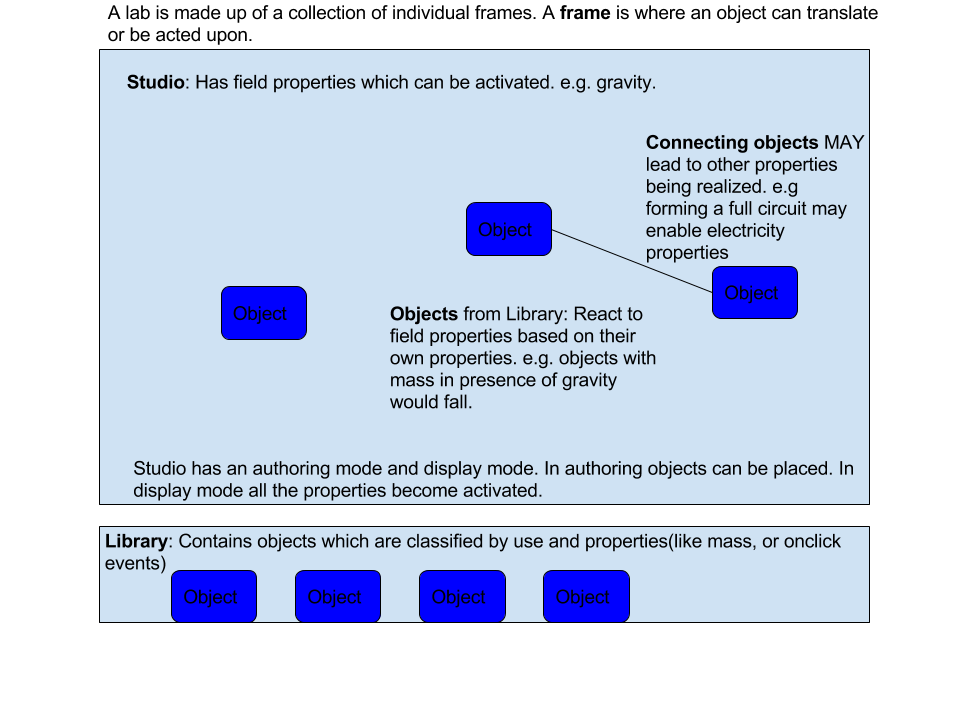 A lab is made up of a collection of individual frames. A frame is where an object can translate
or be acted upon.
Studio: Has field properties which can be activated. e.g. gravity.
Connecting objects MAY
lead to other properties
being realized. e.g
forming a full circuit may
enable electricity
properties
Object
Object
Object
Objects from Library: React to
field properties based on their
own properties. e.g. objects with
mass in presence of gravity
would fall.
Studio has an authoring mode and display mode. In authoring objects can be placed. In
display mode all the properties become activated.
Library: Contains objects which are classified by use and properties(like mass, or onclick
events)
Object Object Object Object